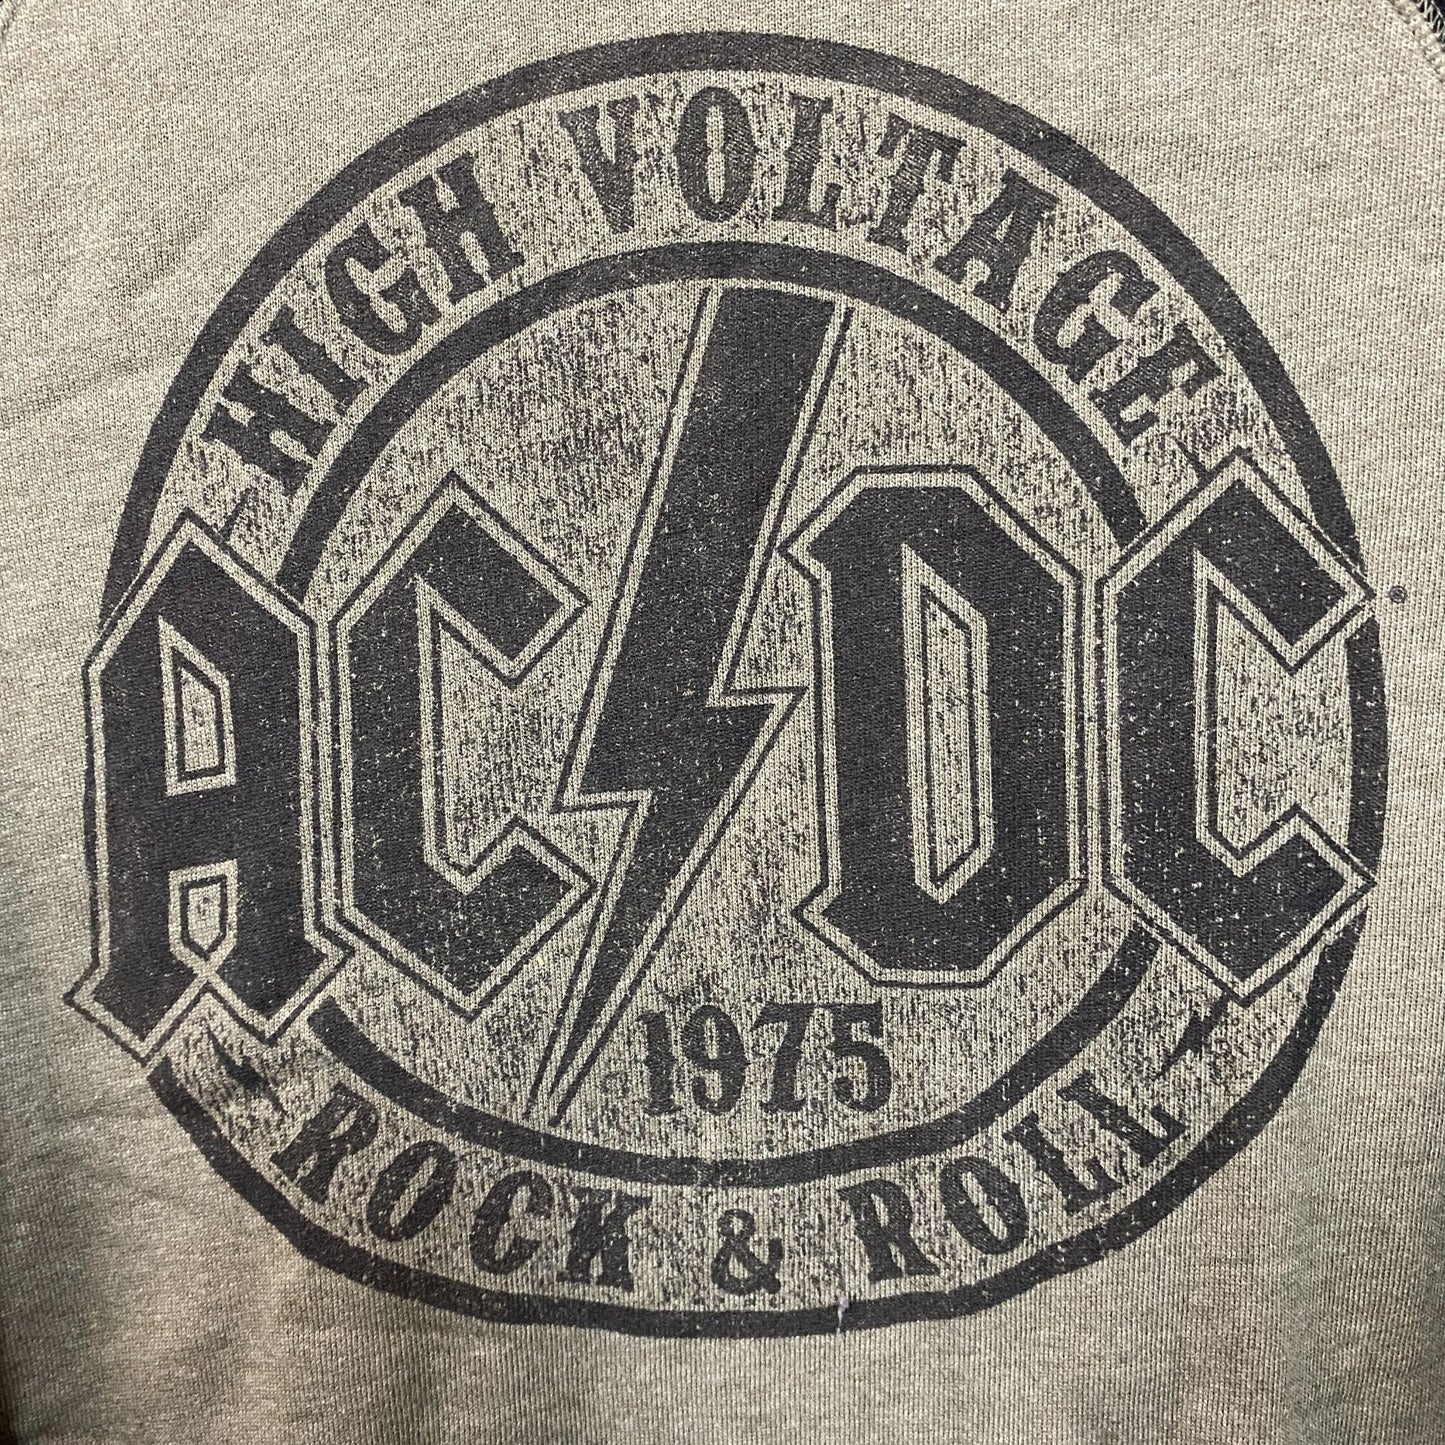 HIGH VOLTAGE
AC/DC
1975
ROCK & ROLL